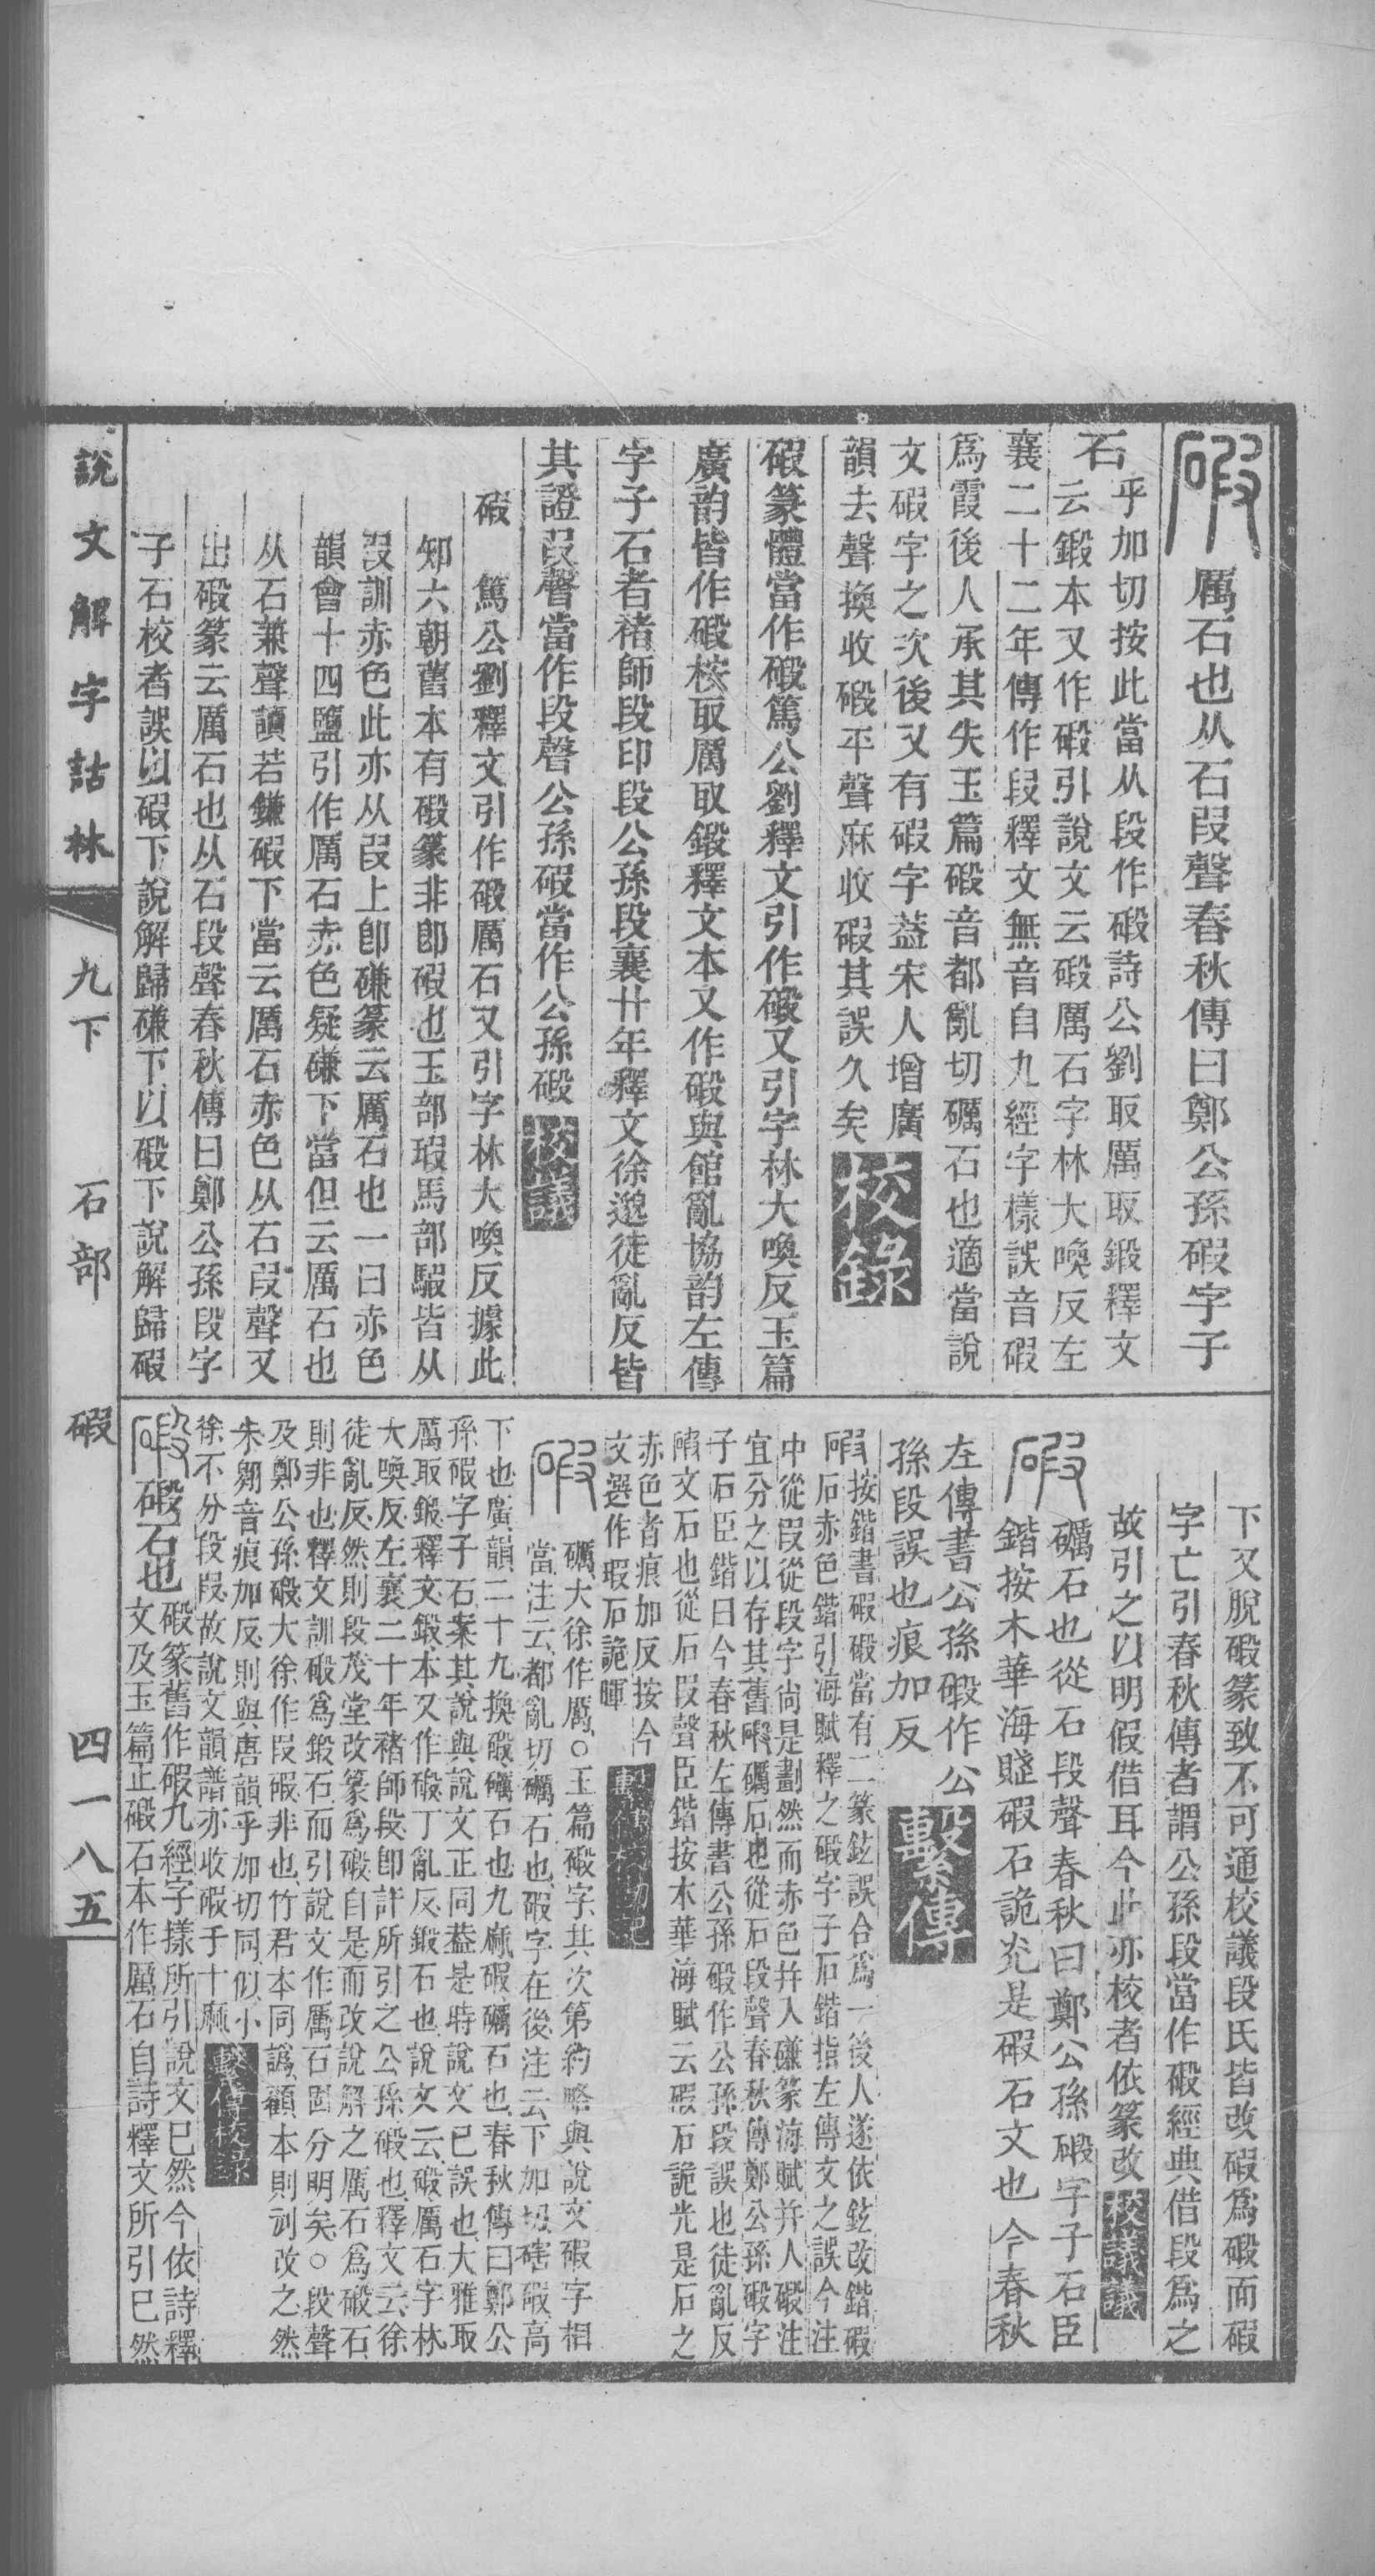 厲石也从石叚聲春秋傳曰鄭公孫碬字子
石
乎加切按此當从段作碫詩公劉取厲取鍛釋文
云鍛本又作碫引說文云碫厲石字林大喚反左
襄二十二年傳作段釋文無音自九經字樣誤音碬
爲霞後人承其失玉篇碫音都亂切礪石也適當說
文碬字之次後又有碬字葢宋人增廣
韻去聲換收碫平聲麻收碬其誤久矣 校錄
碬篆體當作碫篤公劉釋文引作碫又引字林大喚反玉篇
廣韵皆作碫桉取厲取鍛釋文本又作碫與館亂協韵左傳
字子石者褚師段印段公孫段襄廿年釋文徐邈徒亂反皆
其證叚聲當作段聲公孫碬當作公孫碫 校議
碬 篤公劉釋文引作碫厲石又引字林大喚反據此
知六朝舊本有碫篆非卽碬也玉部瑕馬部騢皆从
叚訓赤色此亦从叚上卽磏篆云厲石也一曰赤色
韻會十四鹽引作厲石赤色疑磏下當但云厲石也
从石兼聲讀若鎌碬下當云厲石赤色从石叚聲又
出碫篆云厲石也从石段聲春秋傳曰鄭公孫段字
子石校者誤以碬下說解歸磏下以碫下說解歸碬
下又脫碫篆致不可通校議段氏皆改碬爲碫而碬
字亡引春秋傳者謂公孫段當作碫經典借段爲之
故引之以明假借耳今此亦校者依篆改 校議議
礪石也從石段聲春秋曰鄭公孫碫字子石臣
鍇按木華海賦碬石詭光是碬石文也今春秋
左傳書公孫碫作公
孫段誤也痕加反 繫傳
按鍇書碬碫當有二篆鉉誤合爲一後人遂依鉉改鍇碬
石赤色鍇引海賦釋之碫字子石鍇指左傳文之誤今注
中從叚從段字尚是劃然而赤色幷入磏篆海賦幷入碫注
宜分之以存其舊碫礪石也從石段聲春秋傳鄭公孫碫字
子石臣鍇曰今春秋左傳書公孫碫作公孫段誤也徒亂反
文石也從石叚聲臣鍇按木華海賦云碬石詭光是石之
赤色者痕加反按今
文選作瑕石詭暉 繫傳校勘記
礪大徐作厲○玉篇碫字其次第約略與說文碬字相
當注云都亂切礪石也碬字在後注云下加切磍碬高
下也廣韻二十九換碫礪石也九麻碬礪石也春秋傳曰鄭公
孫碬字子石案其說與說文正同葢是時說文已誤也大雅取
厲取鍛釋文鍛本又作碫丁亂反鍛石也說文云碫厲石字林
大喚反左襄二十年褚師段卽許所引之公孫碫也釋文云徐
徒亂反然則段茂堂改篆爲碫自是而改說解之厲石爲碫石
則非也釋文訓碫爲鍛石而引說文作厲石固分明矣○段聲
及鄭公孫碫大徐作叚碬非也竹君本同譌顧本則刓改之然
朱翱音痕加反則與唐韻乎加切同似小
徐不分段叚故說文韻譜亦收碬于十麻 繫傳校錄
碫石也
碫篆舊作碬九經字㨾所引說文已然今依詩釋
文及玉篇正碫石本作厲石自詩釋文所引已然
說文解字詁林
九下
石部
碬
四一八五